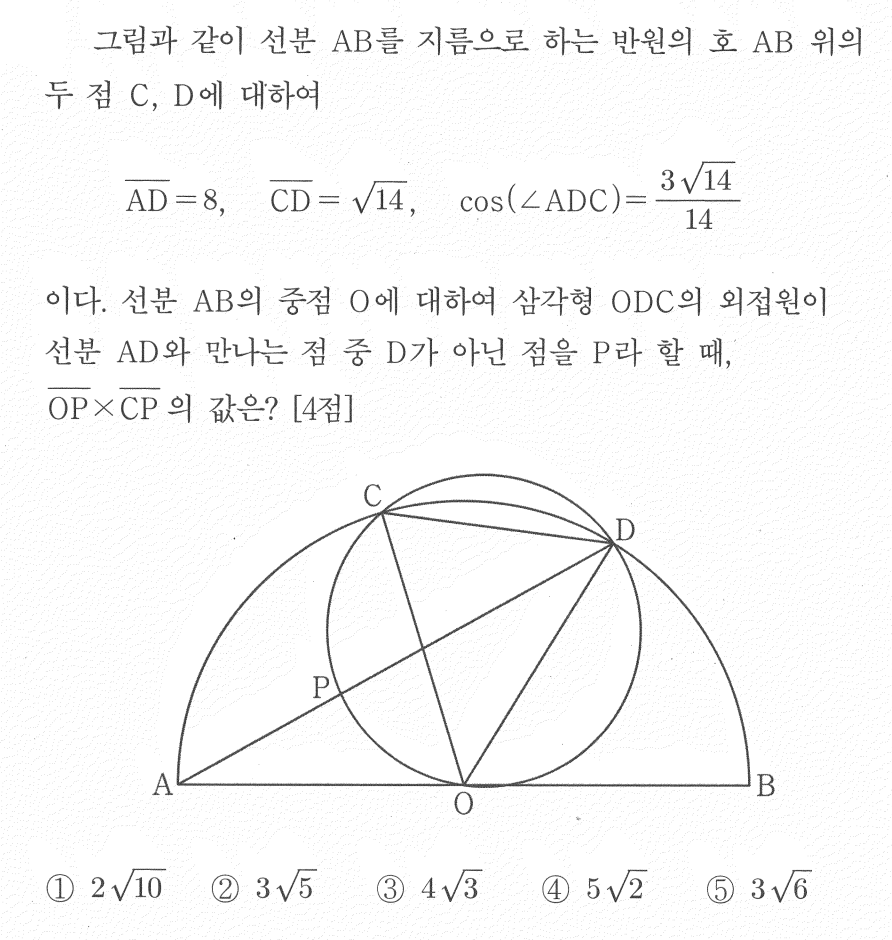 그림과 같이 선분 AB를 지름으로 하는 반원의 호 AB 위의
두 점 C, D에 대하여
$\overline{AD}=8,\quad \overline{CD}=\sqrt{14},\quad \cos(\angle ADC)=\frac{3\sqrt{14}}{14}$
이다. 선분 AB의 중점 O에 대하여 삼각형 ODC의 외접원이
선분 AD와 만나는 점 중 D가 아닌 점을 P라 할 때,
$\overline{OP}\times\overline{CP}$의 값은? [4점]
C
D
P
A
O
B
① $2\sqrt{10}$ ② $3\sqrt{5}$ ③ $4\sqrt{3}$ ④ $5\sqrt{2}$ ⑤ $3\sqrt{6}$